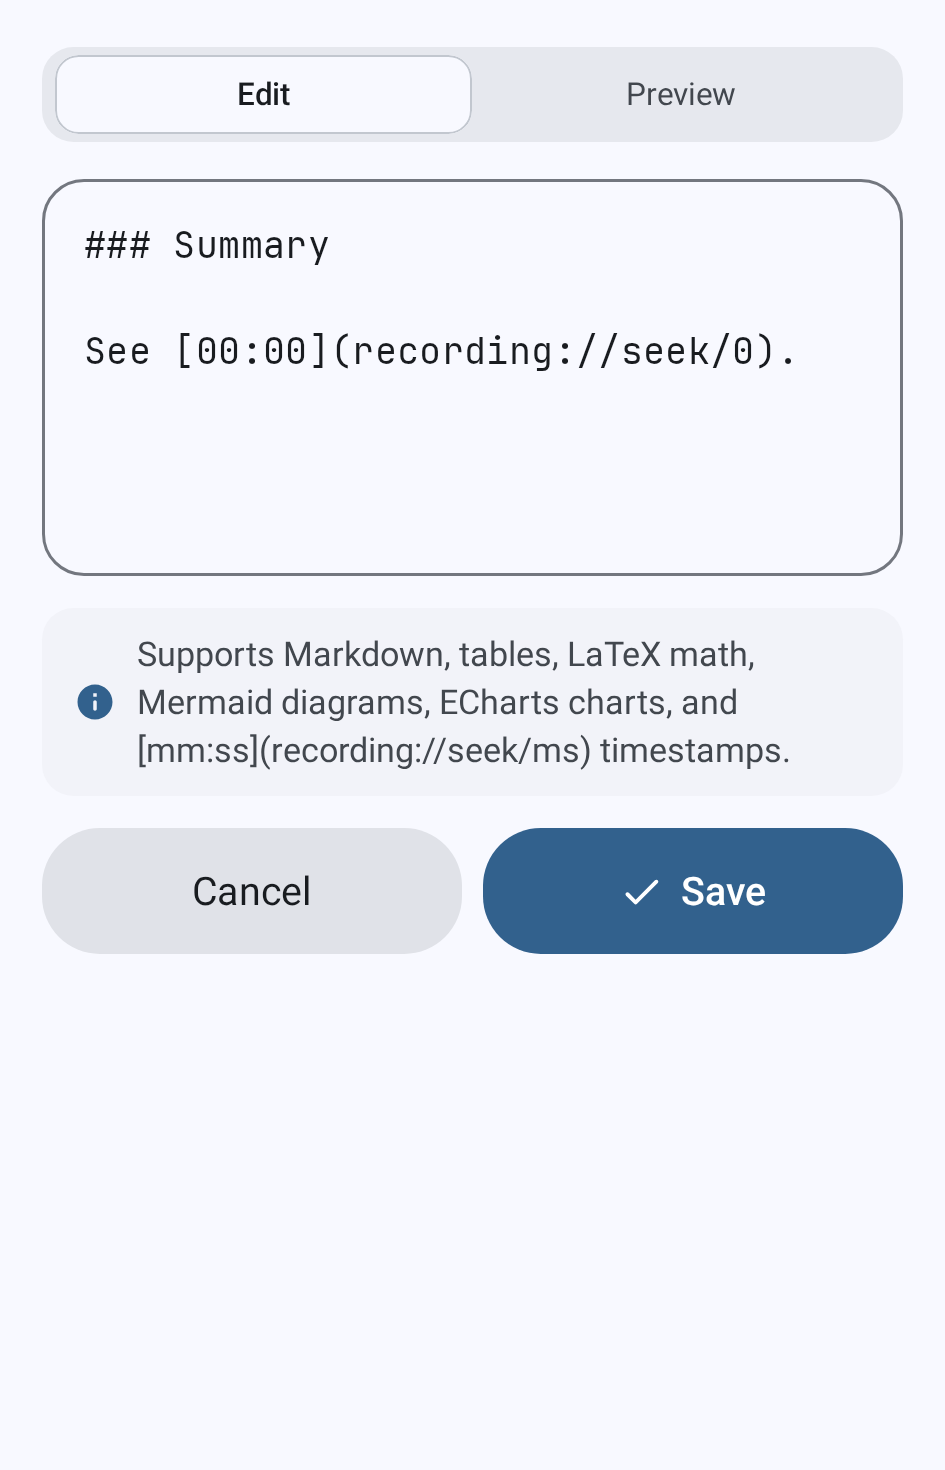 Edit
Preview
### Summary
See [00:00](recording://seek/0).
Supports Markdown, tables, LaTeX math,
Mermaid diagrams, ECharts charts, and
[mm:ss](recording://seek/ms) timestamps.
Cancel
Save